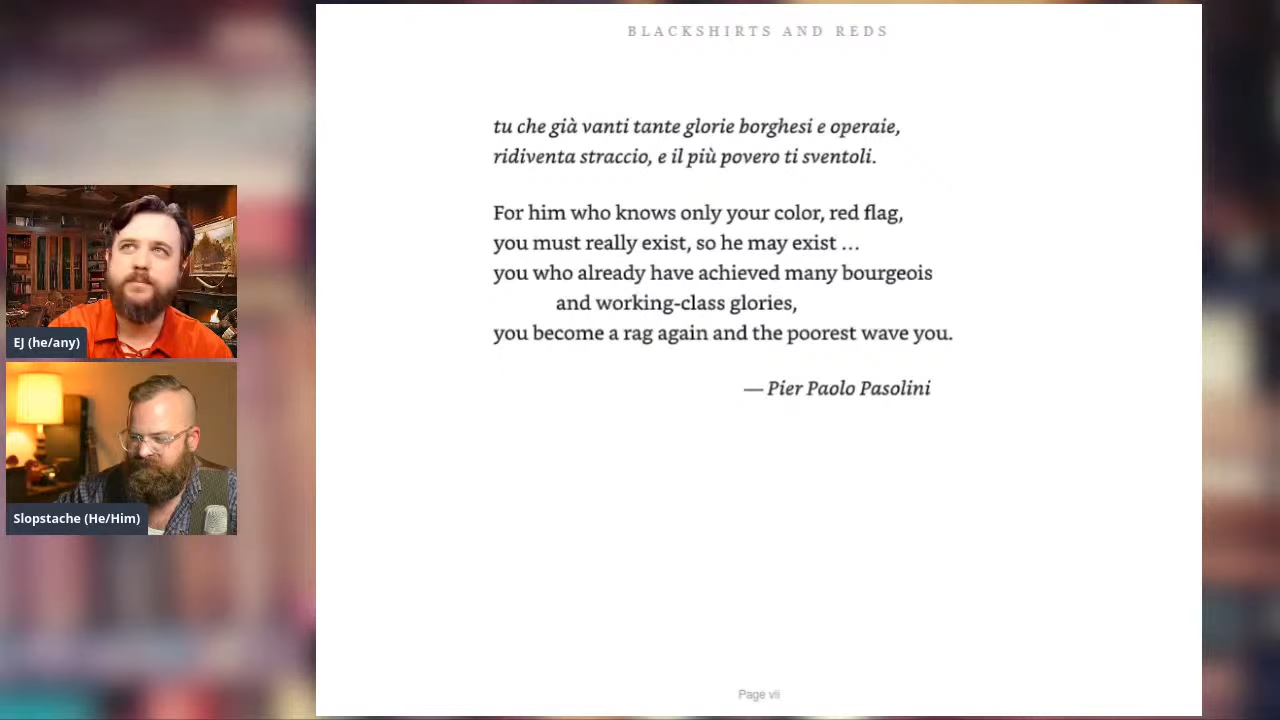 BLACKSHIRTS AND REDS
tu che già vanti tante glorie borghesi e operaie,
ridiventa straccio, e il più povero ti sventoli.
For him who knows only your color, red flag,
you must really exist, so he may exist …
you who already have achieved many bourgeois
and working-class glories,
you become a rag again and the poorest wave you.
— Pier Paolo Pasolini
Page vii
EJ (he/any)
Slopstache (He/Him)